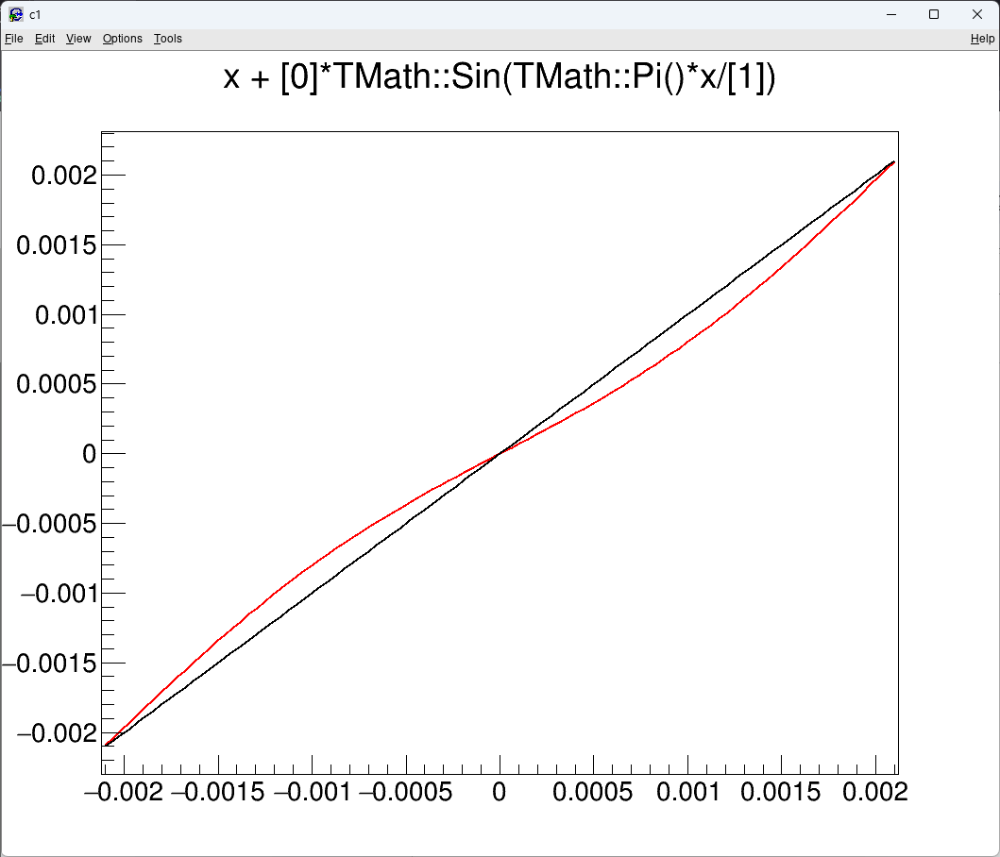 c1
File Edit View Options Tools Help
x + [0]*TMath::Sin(TMath::Pi()*x/[1])
0.002
0.0015
0.001
0.0005
0
−0.0005
−0.001
−0.0015
−0.002
−0.002 −0.0015 −0.001 −0.0005 0 0.0005 0.001 0.0015 0.002